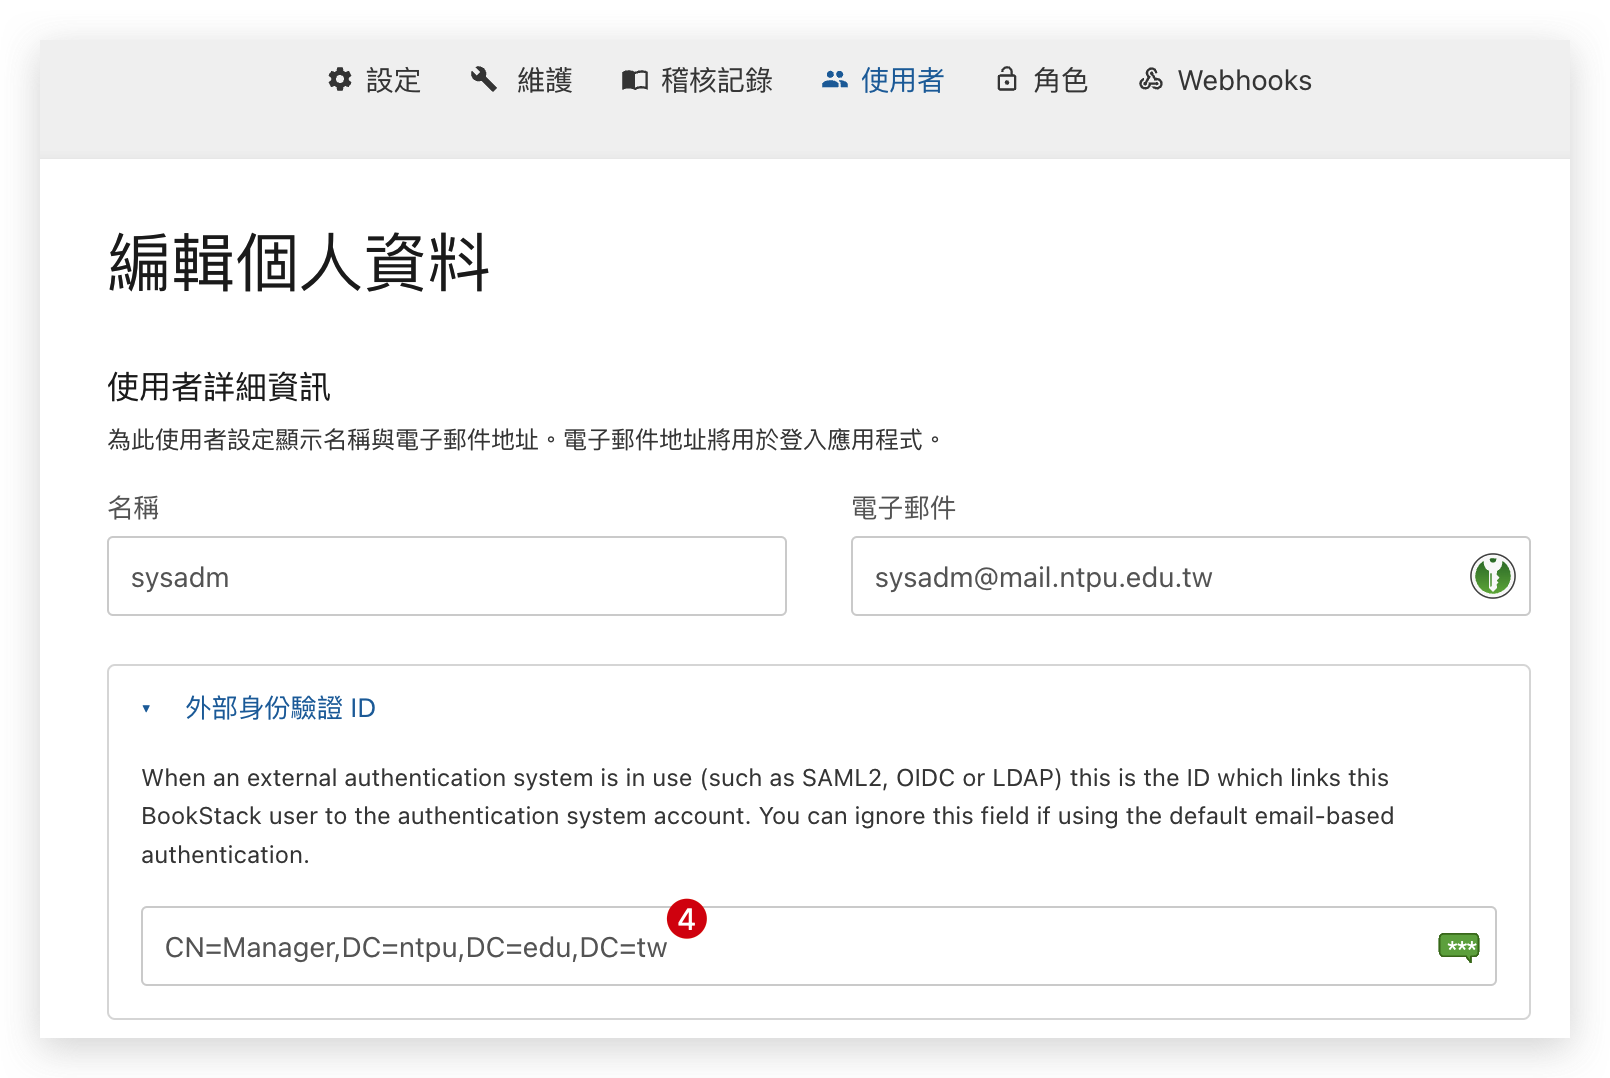 設定 維護 稽核記錄 使用者 角色 Webhooks
編輯個人資料
使用者詳細資訊
為此使用者設定顯示名稱與電子郵件地址。電子郵件地址將用於登入應用程式。
名稱 電子郵件
sysadm sysadm@mail.ntpu.edu.tw
外部身份驗證 ID
When an external authentication system is in use (such as SAML2, OIDC or LDAP) this is the ID which links this
BookStack user to the authentication system account. You can ignore this field if using the default email-based
authentication.
4
CN=Manager,DC=ntpu,DC=edu,DC=tw ***